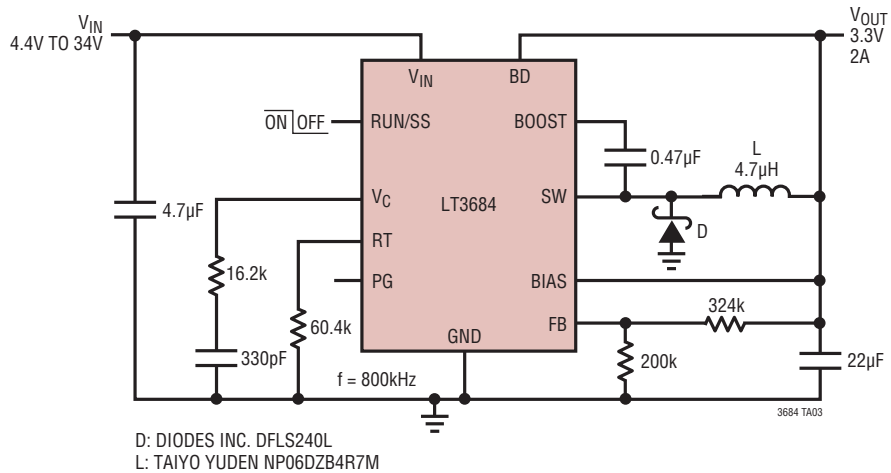 VIN
4.4V TO 34V
VOUT
3.3V
2A
VIN
BD
ON OFF
RUN/SS
BOOST
0.47µF
L
4.7µH
4.7µF
VC
LT3684
SW
RT
D
16.2k
PG
BIAS
324k
60.4k
FB
GND
330pF
200k
22µF
f = 800kHz
3684 TA03
D: DIODES INC. DFLS240L
L: TAIYO YUDEN NP06DZB4R7M